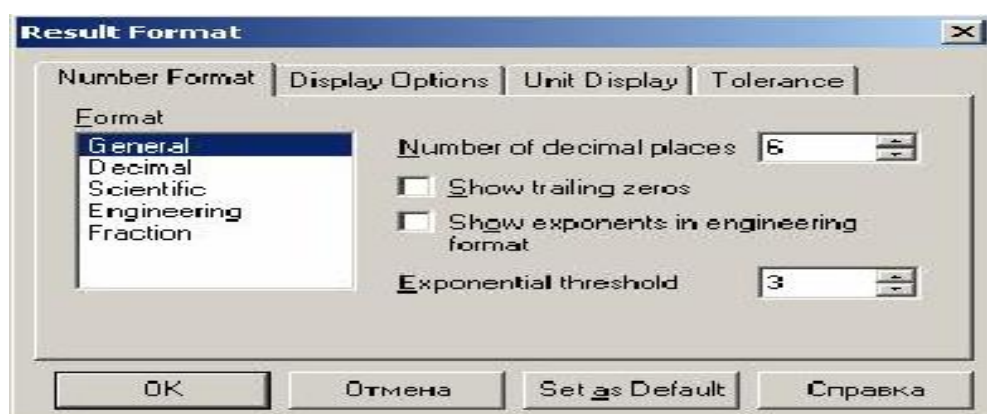 Result Format
Number Format Display Options Unit Display Tolerance
Format
General
Decimal
Scientific
Engineering
Fraction
Number of decimal places 6
Show trailing zeros
Show exponents in engineering
format
Exponential threshold 3
OK Отмена Set as Default Справка